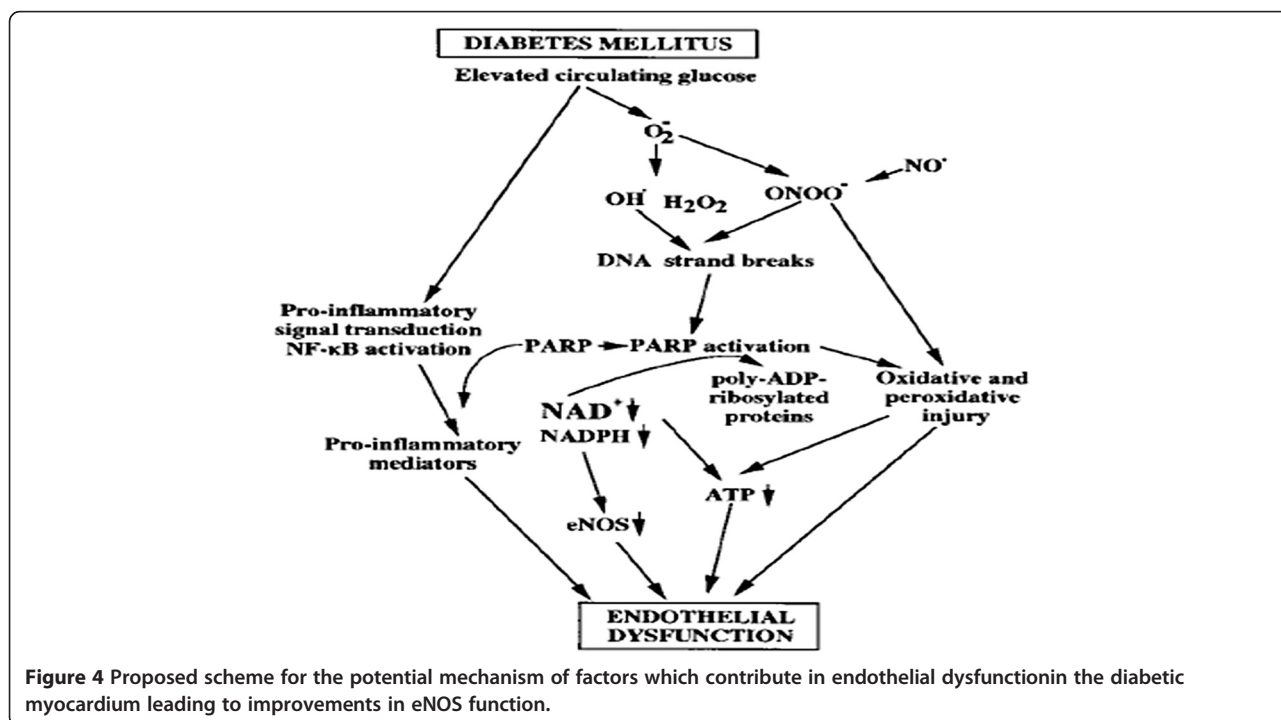 DIABETES MELLITUS
Elevated circulating glucose
O₂⁻
NO˙
OH˙ H₂O₂ ONOO⁻
DNA strand breaks
Pro-inflammatory
signal transduction
NF-κB activation
PARP PARP activation
poly-ADP-
ribosylated
proteins
Oxidative and
peroxidative
injury
NAD⁺
NADPH
Pro-inflammatory
mediators
ATP
eNOS
ENDOTHELIAL
DYSFUNCTION
Figure 4 Proposed scheme for the potential mechanism of factors which contribute in endothelial dysfunctionin the diabetic
myocardium leading to improvements in eNOS function.